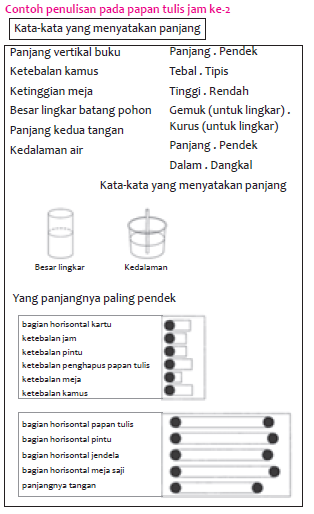 Contoh penulisan pada papan tulis jam ke-2
Kata-kata yang menyatakan panjang
Panjang vertikal buku
Ketebalan kamus
Ketinggian meja
Besar lingkar batang pohon
Panjang kedua tangan
Kedalaman air
Panjang . Pendek
Tebal . Tipis
Tinggi . Rendah
Gemuk (untuk lingkar) .
Kurus (untuk lingkar)
Panjang . Pendek
Dalam . Dangkal
Kata-kata yang menyatakan panjang
Besar lingkar
Kedalaman
Yang panjangnya paling pendek
bagian horisontal kartu
ketebalan jam
ketebalan pintu
ketebalan penghapus papan tulis
ketebalan meja
ketebalan kamus
bagian horisontal papan tulis
bagian horisontal pintu
bagian horisontal jendela
bagian horisontal meja saji
panjangnya tangan